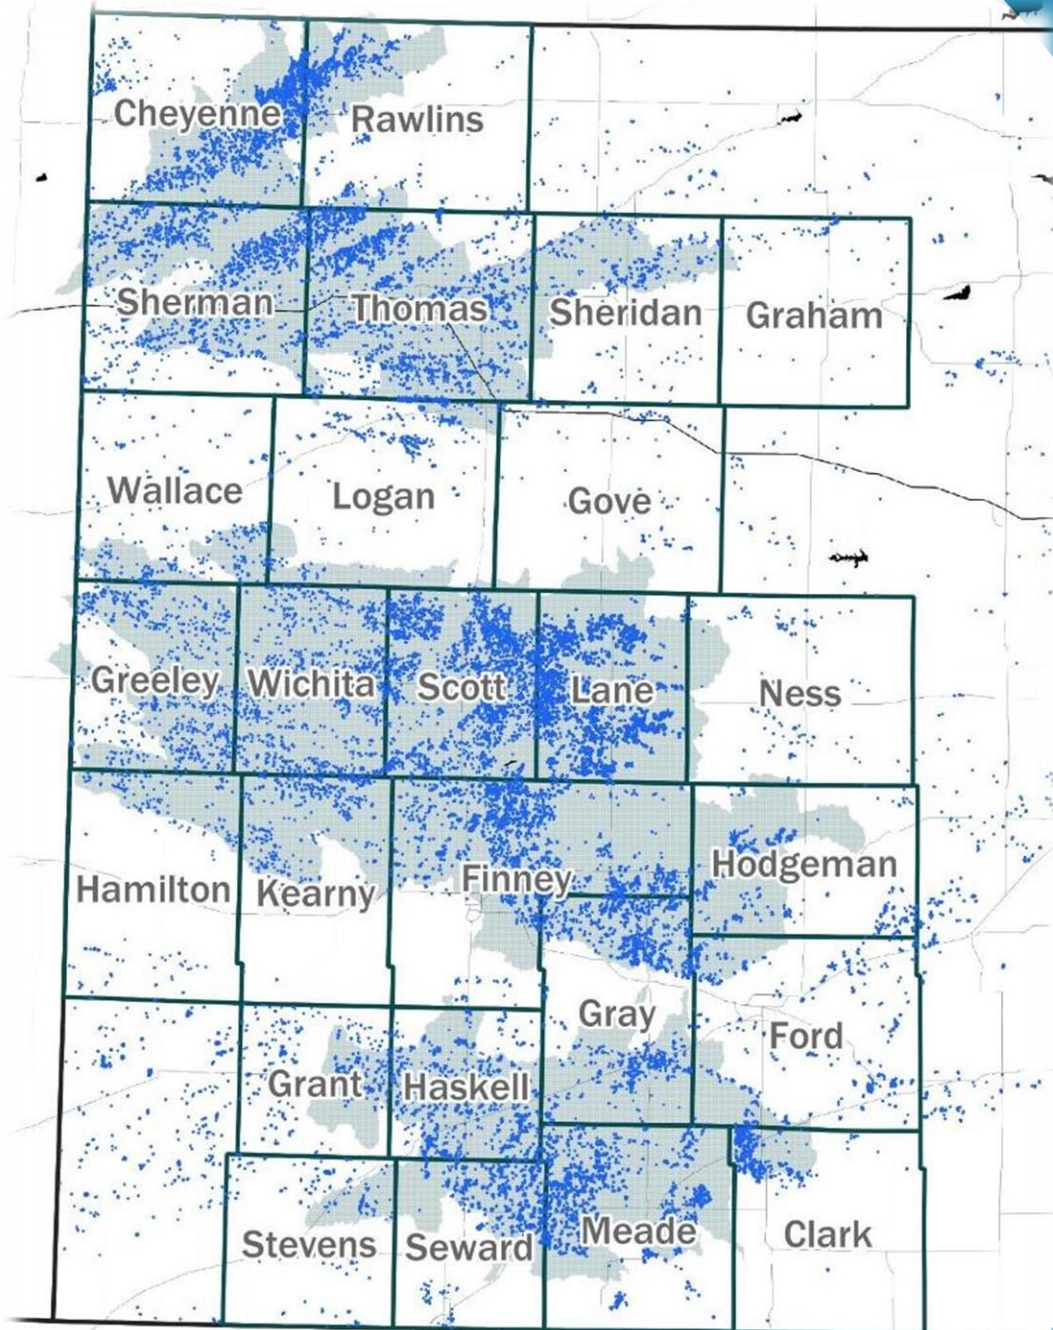 Cheyenne
Rawlins
Sherman
Thomas
Sheridan
Graham
Wallace
Logan
Gove
Greeley
Wichita
Scott
Lane
Ness
Hamilton
Kearny
Finney
Hodgeman
Gray
Ford
Grant
Haskell
Stevens
Seward
Meade
Clark